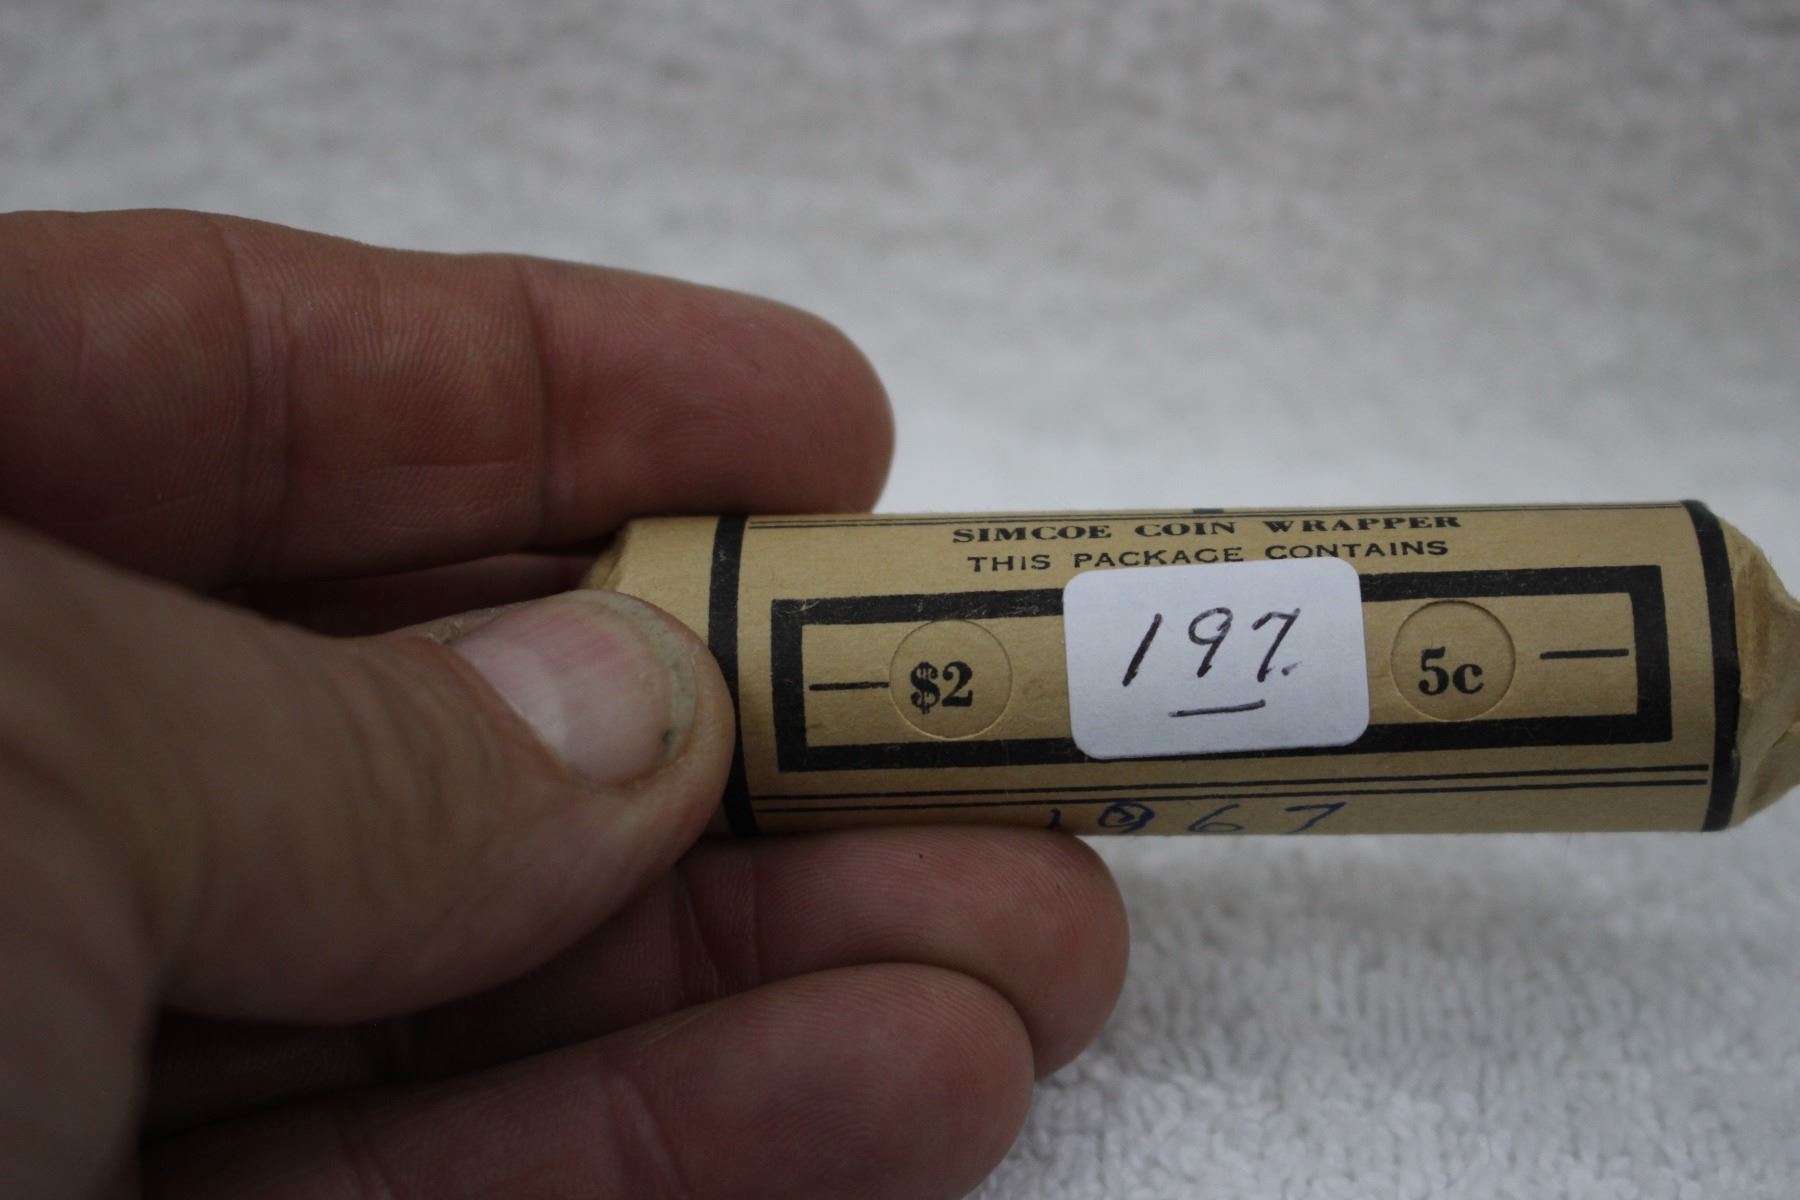 SIMCOE COIN WRAPPER
THIS PACKAGE CONTAINS
$2 197. 5c
1967